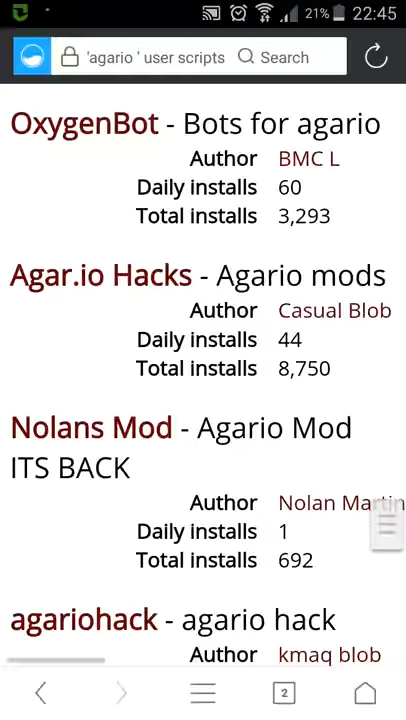 21% 22:45
'agario ' user scripts Search
OxygenBot - Bots for agario
Author BMC L
Daily installs 60
Total installs 3,293
Agar.io Hacks - Agario mods
Author Casual Blob
Daily installs 44
Total installs 8,750
Nolans Mod - Agario Mod
ITS BACK
Author Nolan Martin
Daily installs 1
Total installs 692
agariohack - agario hack
Author kmaq blob
2